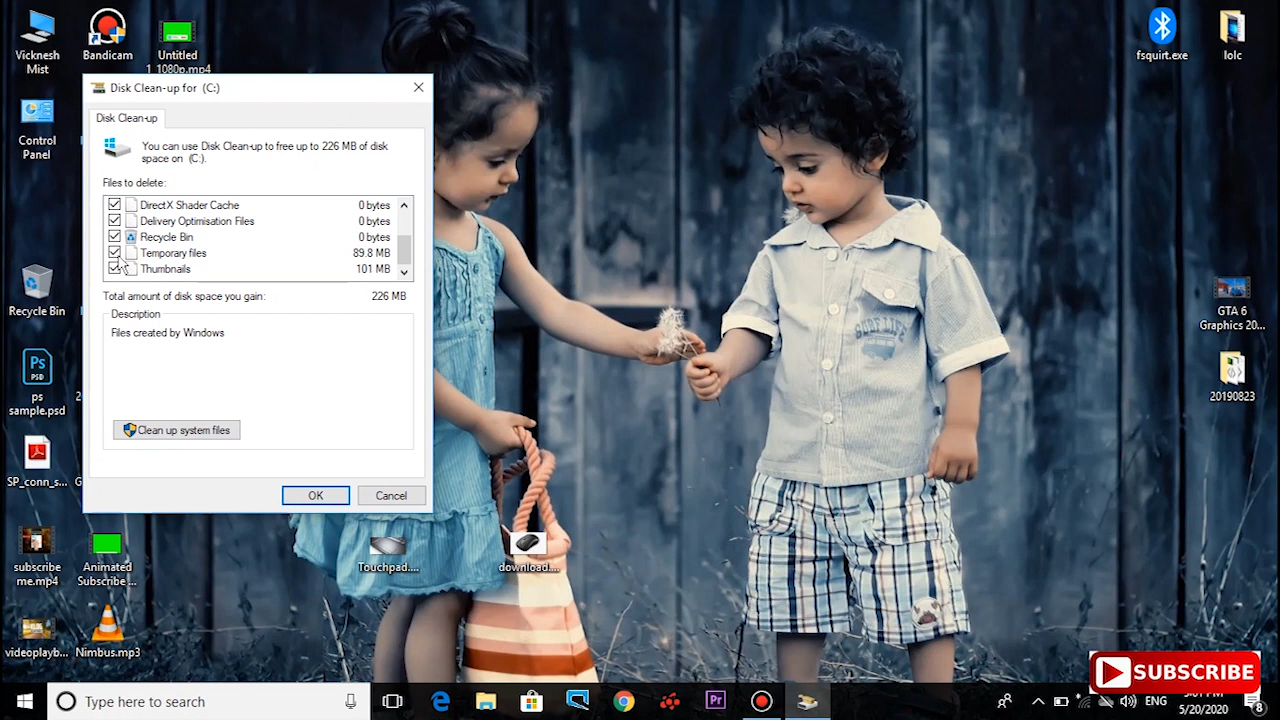 Vicknesh
Mist
Bandicam
Untitled
1_1080p.mp4
fsquirt.exe
lolc
Control
Panel
Recycle Bin
Ps
PSD
ps
sample.psd
SP_conn_s...
subscribe
me.mp4
Animated
Subscribe ...
videoplayb...
Nimbus.mp3
Touchpad....
download....
GTA 6
Graphics 20...
20190823
Disk Clean-up for (C:)
Disk Clean-up
You can use Disk Clean-up to free up to 226 MB of disk
space on (C:).
Files to delete:
DirectX Shader Cache 0 bytes
Delivery Optimisation Files 0 bytes
Recycle Bin 0 bytes
Temporary files 89.8 MB
Thumbnails 101 MB
Total amount of disk space you gain: 226 MB
Description
Files created by Windows
Clean up system files
OK Cancel
SUBSCRIBE
Type here to search
Pr
ENG
5/20/2020
8